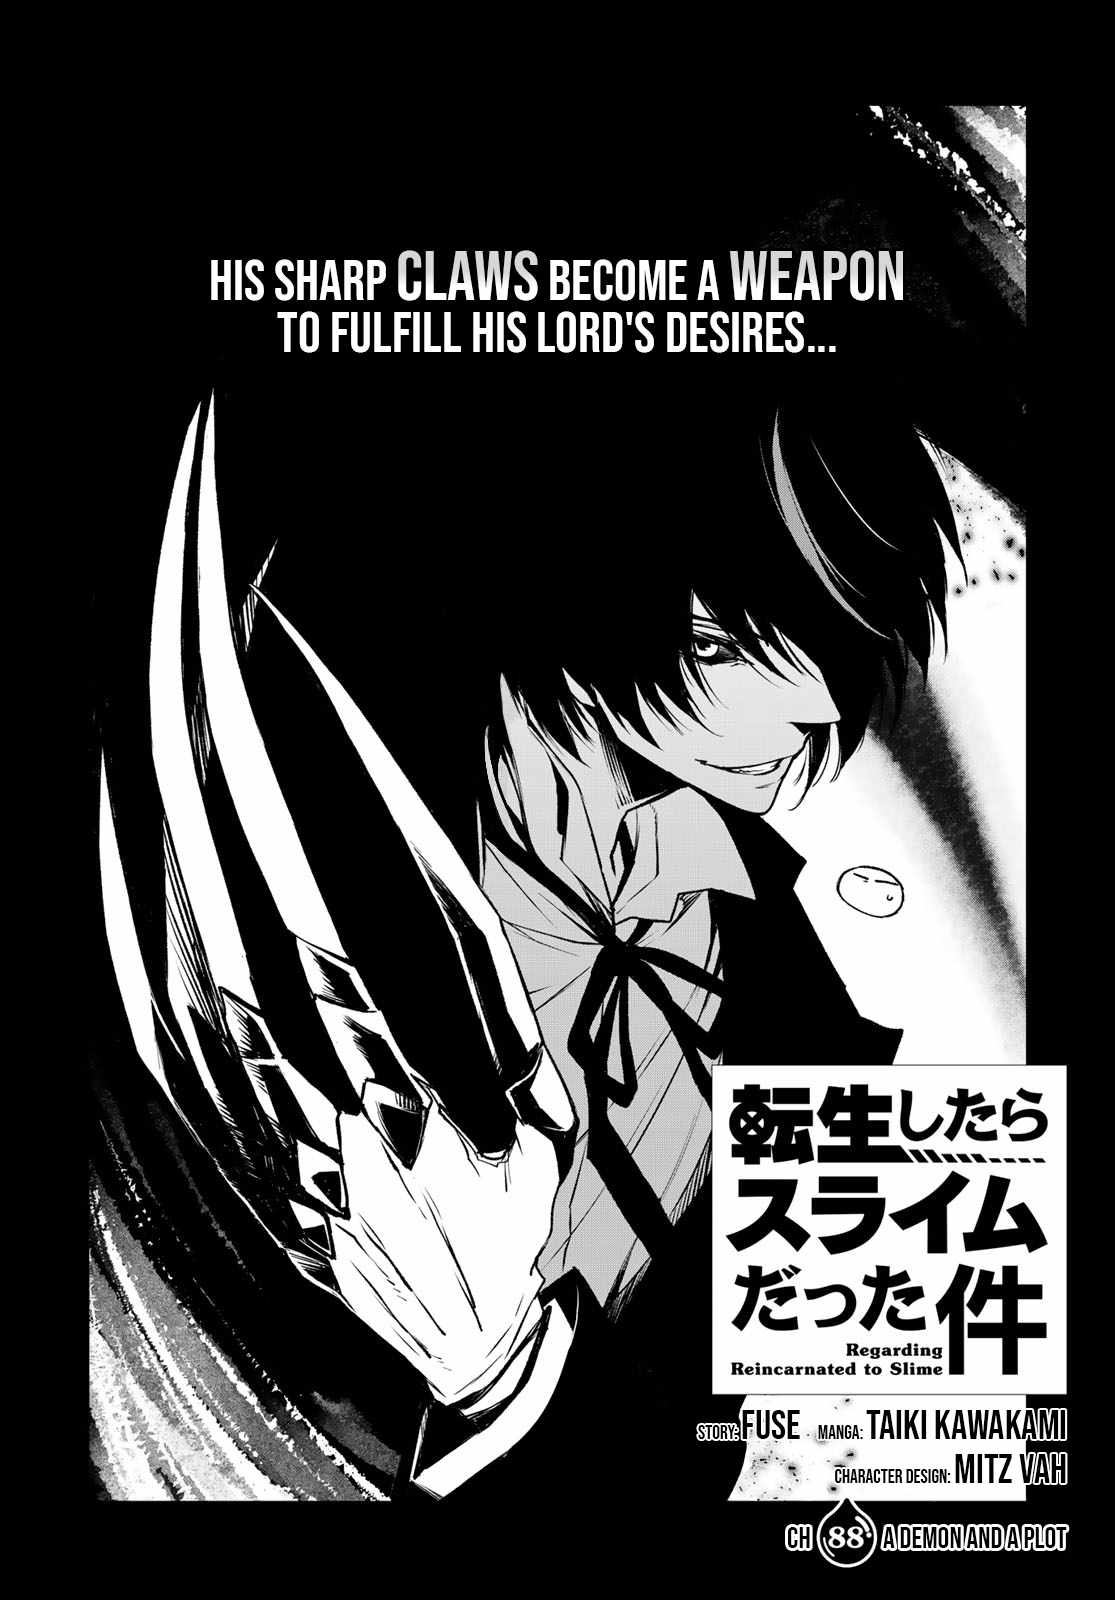 HIS SHARP CLAWS BECOME A WEAPON
TO FULFILL HIS LORD'S DESIRES...
転生したら
スライム
だった件
Regarding
Reincarnated to Slime
STORY: FUSE MANGA: TAIKI KAWAKAMI
CHARACTER DESIGN: MITZ VAH
CH 88 A DEMON AND A PLOT